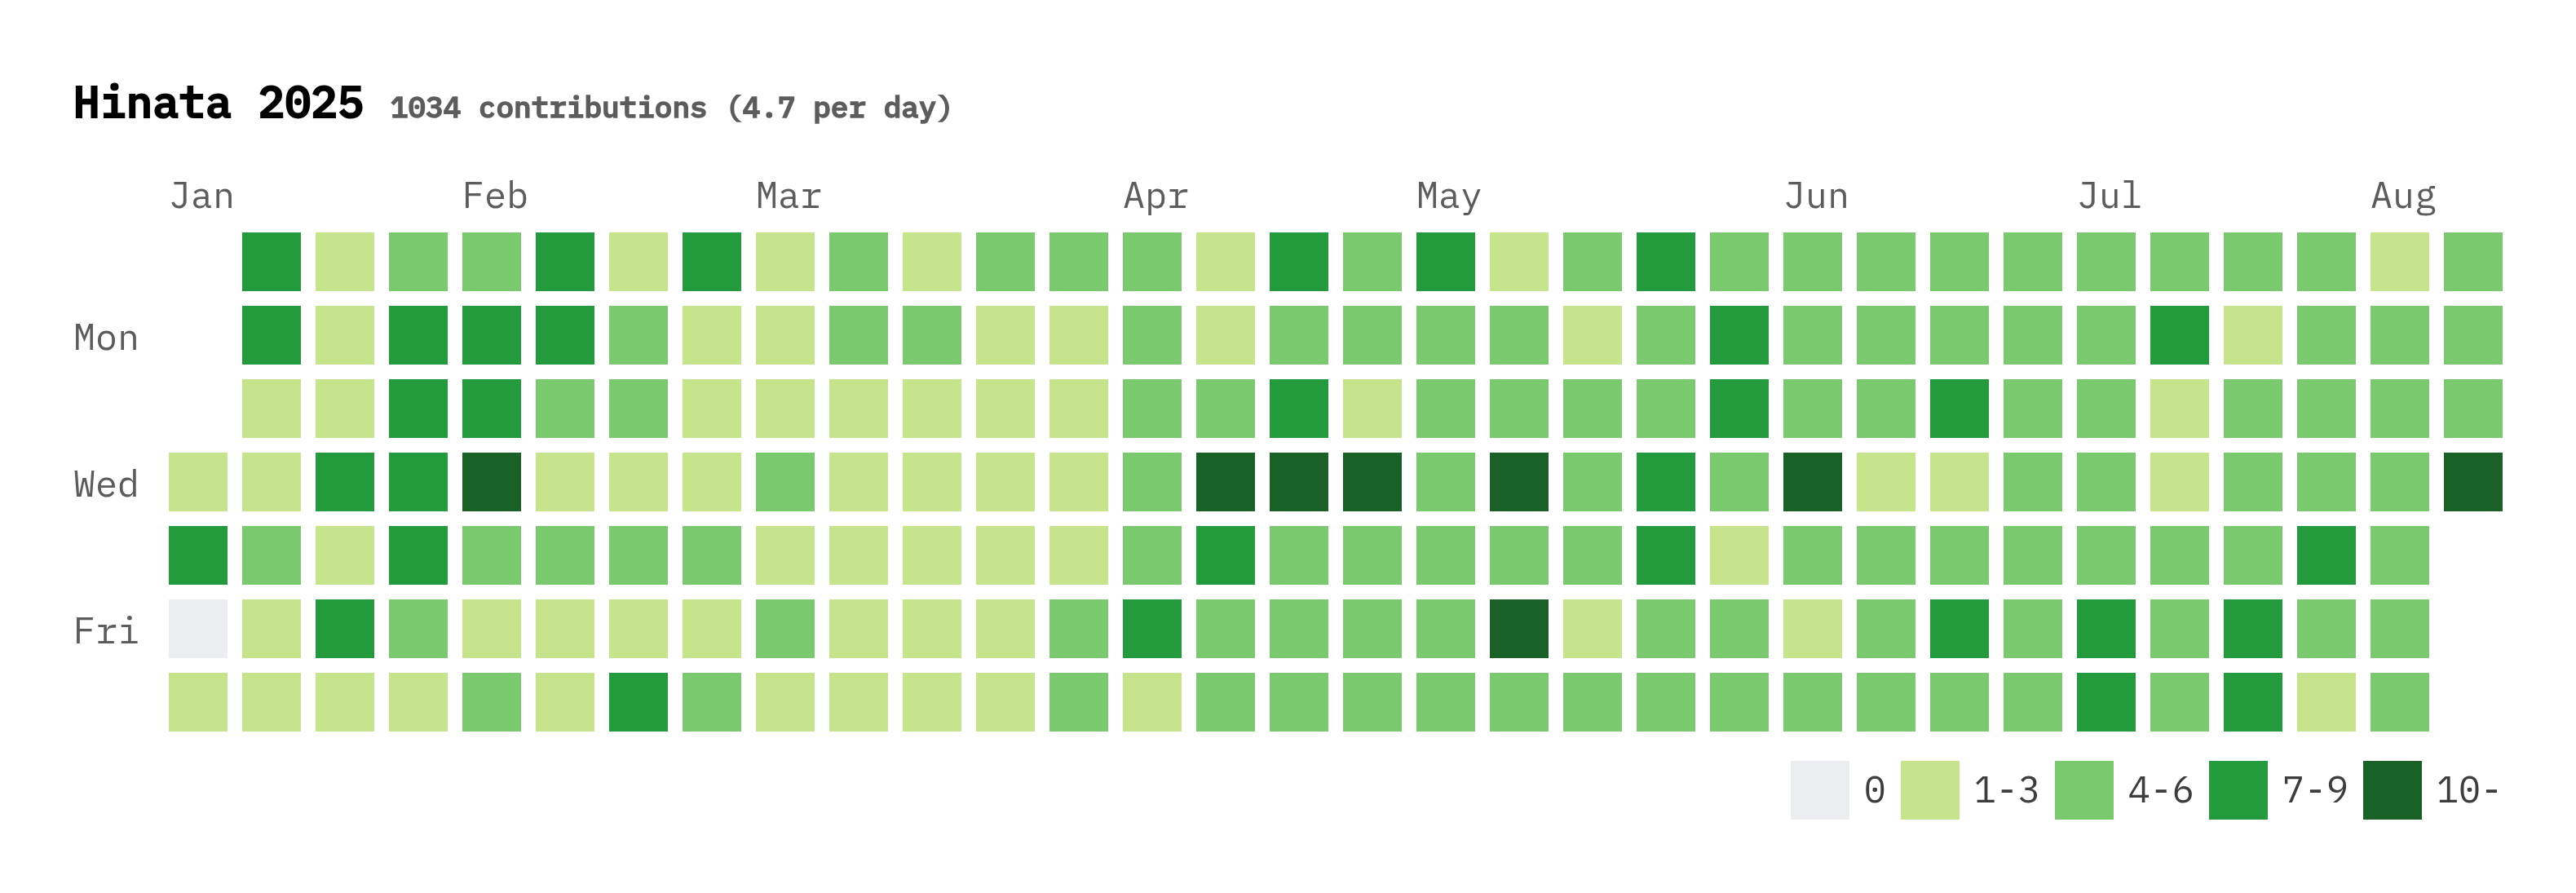 Hinata 2025 1034 contributions (4.7 per day)
Jan Feb Mar Apr May Jun Jul Aug
Mon
Wed
Fri
0 1-3 4-6 7-9 10-